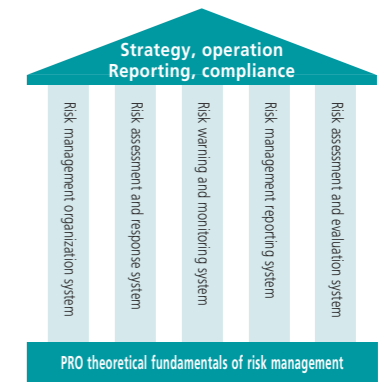 Strategy, operation
Reporting, compliance
Risk management organization system
Risk assessment and response system
Risk warning and monitoring system
Risk management reporting system
Risk assessment and evaluation system
PRO theoretical fundamentals of risk management